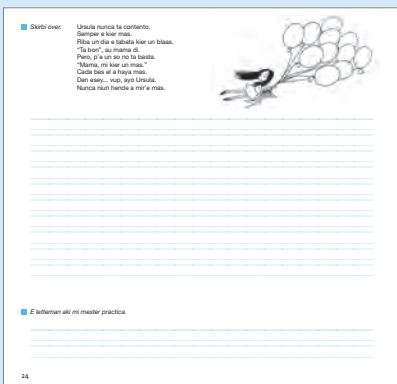 Skirbi over.
Ursula nunca ta contento.
Semper e kier mas.
Riba un dia e tabata kier un blaas.
"Ta bon", su mama di.
Pero, p'e un so no ta basta.
"Mama, mi kier un mas."
Cada bes el a haya mas.
Den esey... vup, ayo Ursula.
Nunca niun hende a mir'e mas.
E letternan aki mi mester practica.
24